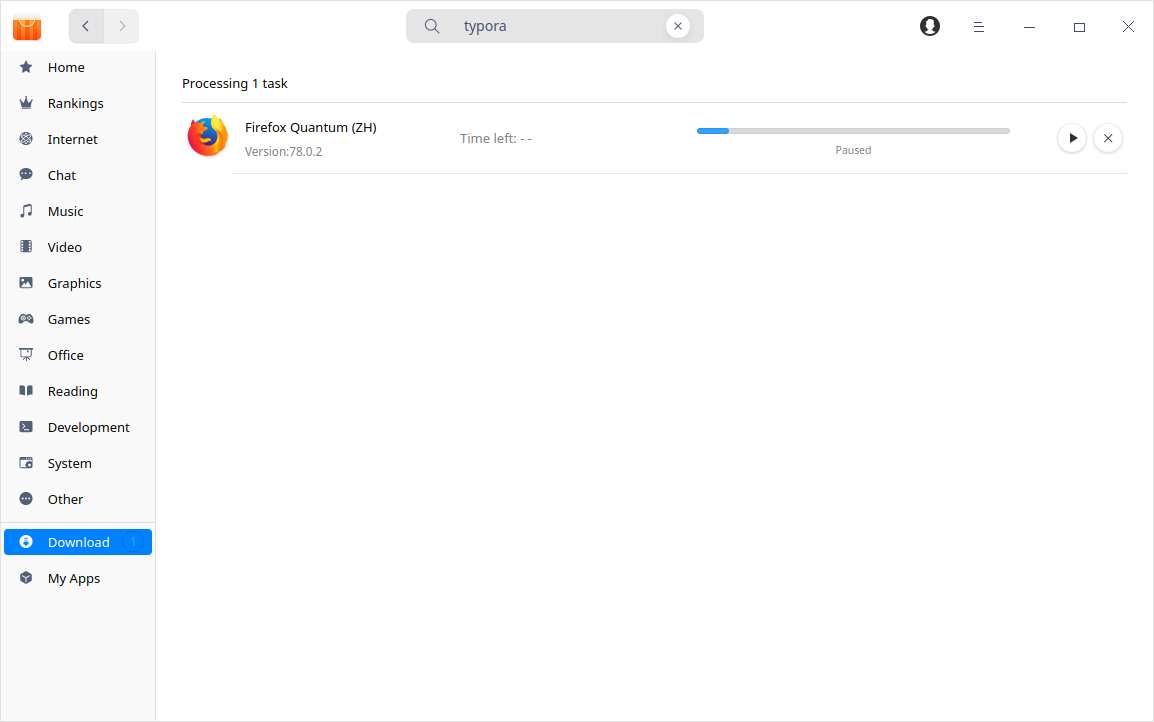 typora
Home
Rankings
Internet
Chat
Music
Video
Graphics
Games
Office
Reading
Development
System
Other
Download 1
My Apps
Processing 1 task
Firefox Quantum (ZH)
Version:78.0.2
Time left: - -
Paused